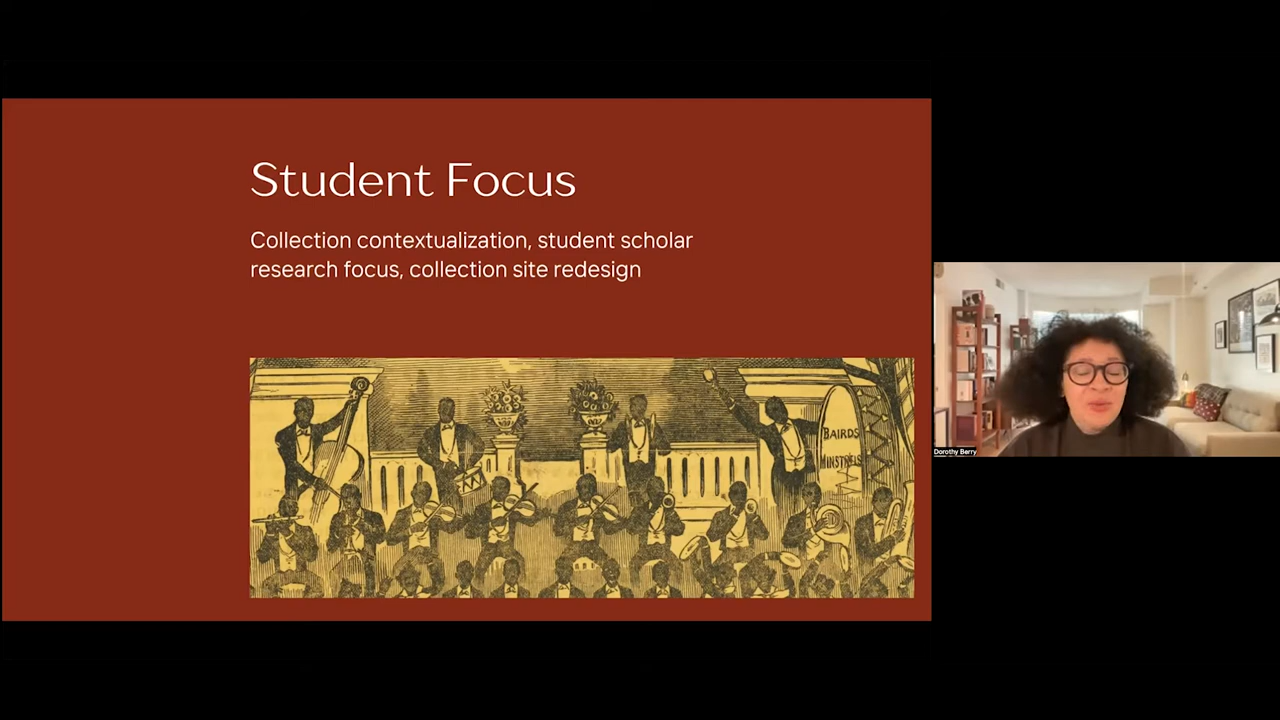 Student Focus
Collection contextualization, student scholar
research focus, collection site redesign
BAIRDS
MINSTRELS
Dorothy Berry